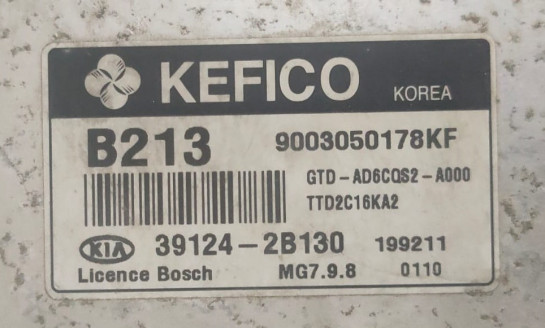 KEFICO KOREA
B213 9003050178KF
GTD-AD6CQS2-A000
TTD2C16KA2
KIA 39124-2B130 199211
Licence Bosch MG7.9.8 0110